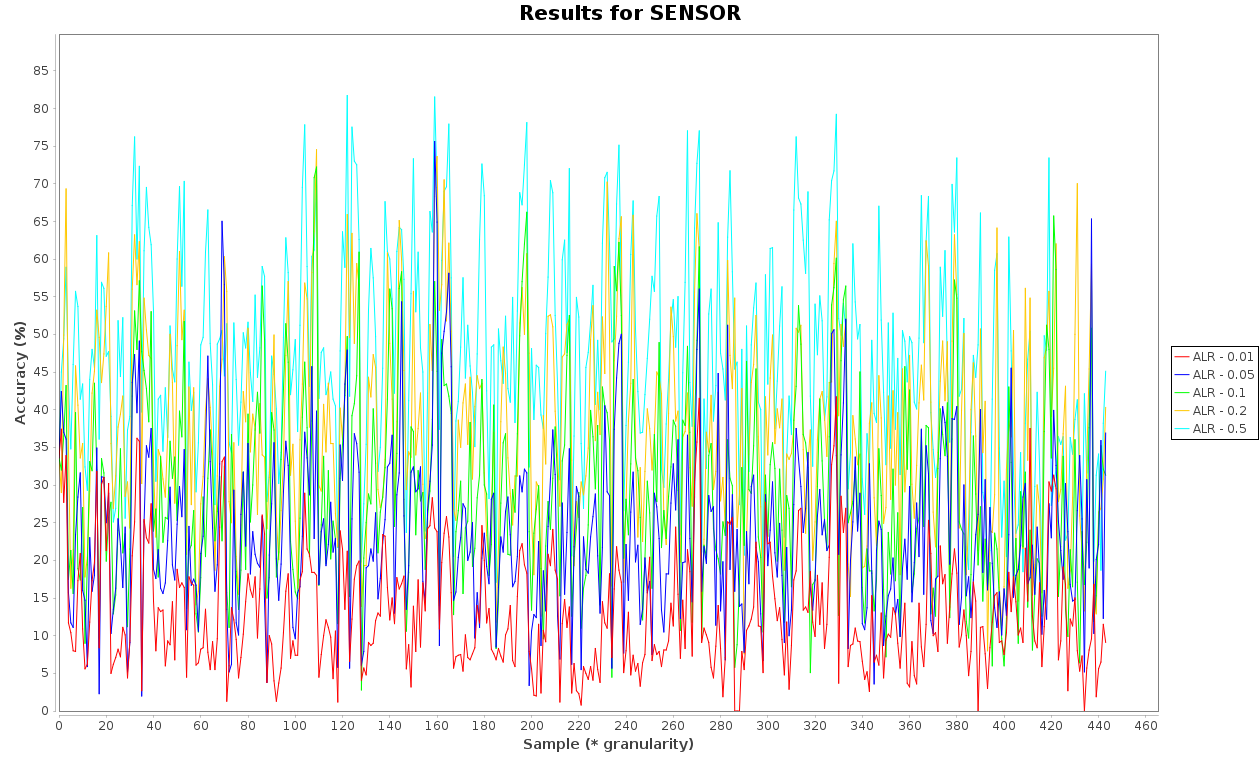 Results for SENSOR
Accuracy (%)
85
80
75
70
65
60
55
50
45
40
35
30
25
20
15
10
5
0
0 20 40 60 80 100 120 140 160 180 200 220 240 260 280 300 320 340 360 380 400 420 440 460
Sample (* granularity)
ALR - 0.01
ALR - 0.05
ALR - 0.1
ALR - 0.2
ALR - 0.5